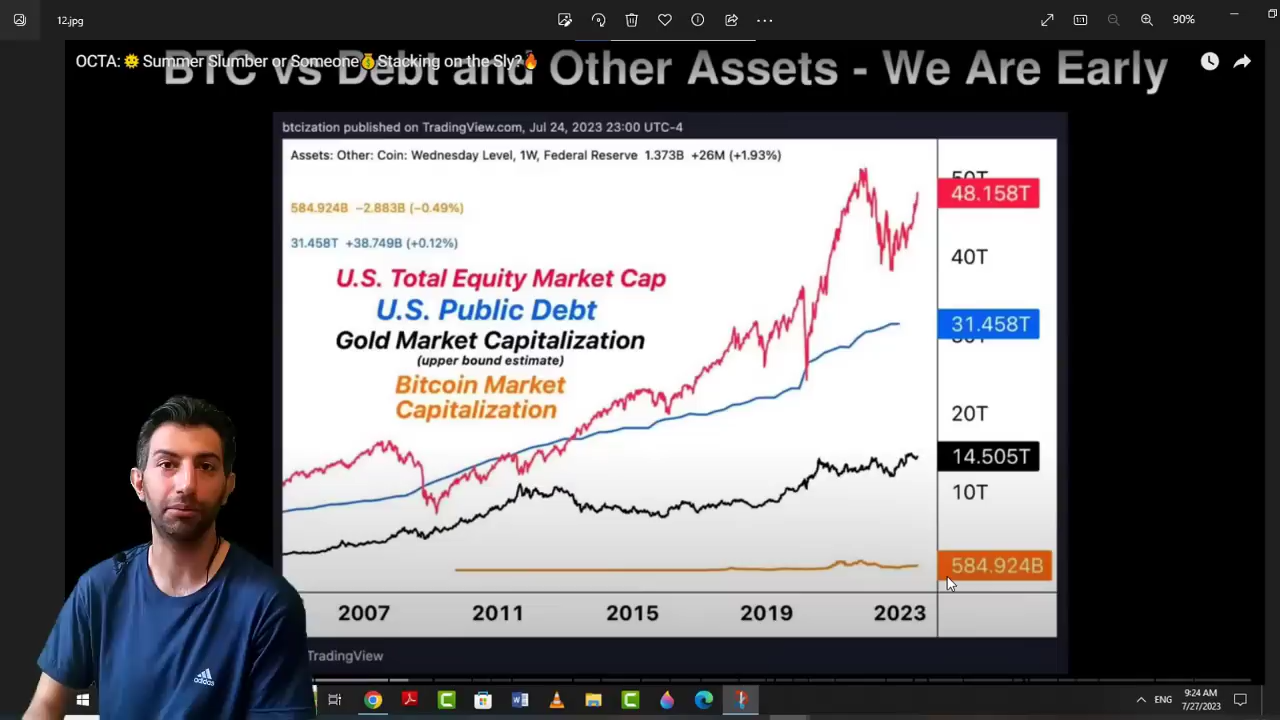 12.jpg
90%
OCTA:🌞Summer Slumber or Someone💰Stacking on the Sly?🔥
BTC vs Debt and Other Assets - We Are Early
btcization published on TradingView.com, Jul 24, 2023 23:00 UTC-4
Assets: Other: Coin: Wednesday Level, 1W, Federal Reserve 1.373B +26M (+1.93%)
584.924B −2.883B (−0.49%)
31.458T +38.749B (+0.12%)
U.S. Total Equity Market Cap
U.S. Public Debt
Gold Market Capitalization
(upper bound estimate)
Bitcoin Market
Capitalization
50T
48.158T
40T
31.458T
30T
20T
14.505T
10T
584.924B
2007 2011 2015 2019 2023
TradingView
adidas
ENG
9:24 AM
7/27/2023